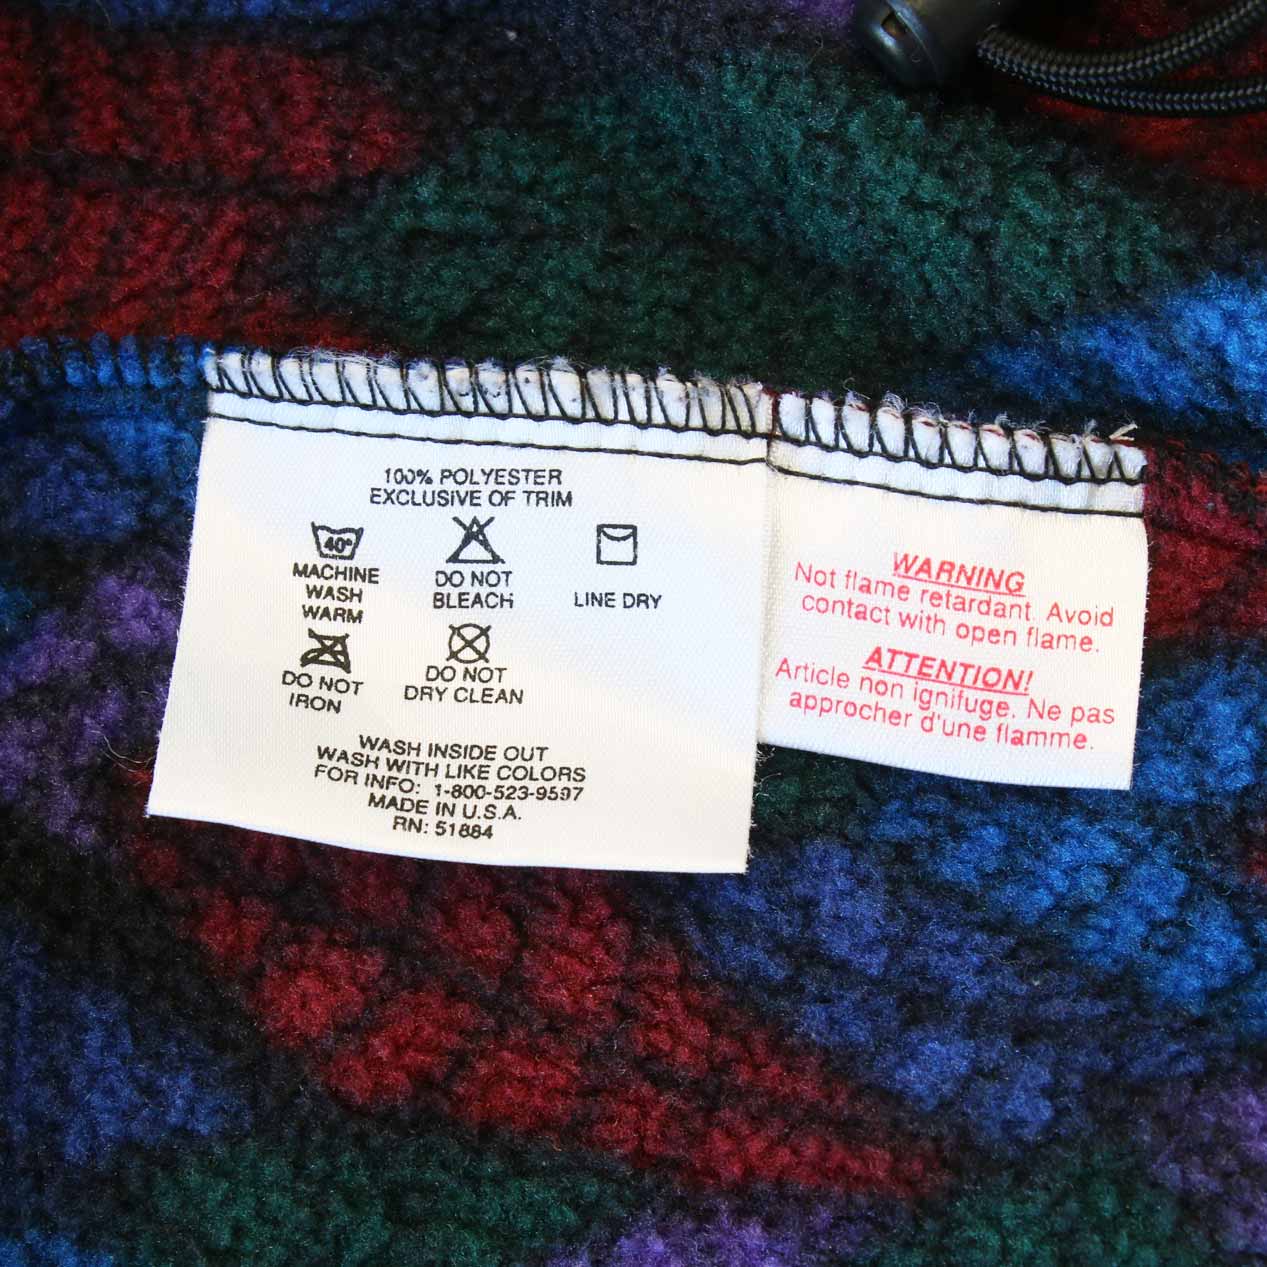 100% POLYESTER
EXCLUSIVE OF TRIM
40°
MACHINE
WASH
WARM
DO NOT
BLEACH
LINE DRY
DO NOT
IRON
DO NOT
DRY CLEAN
WASH INSIDE OUT
WASH WITH LIKE COLORS
FOR INFO: 1-800-523-9597
MADE IN U.S.A.
RN: 51884
WARNING
Not flame retardant. Avoid
contact with open flame.
ATTENTION!
Article non ignifuge. Ne pas
approcher d'une flamme.